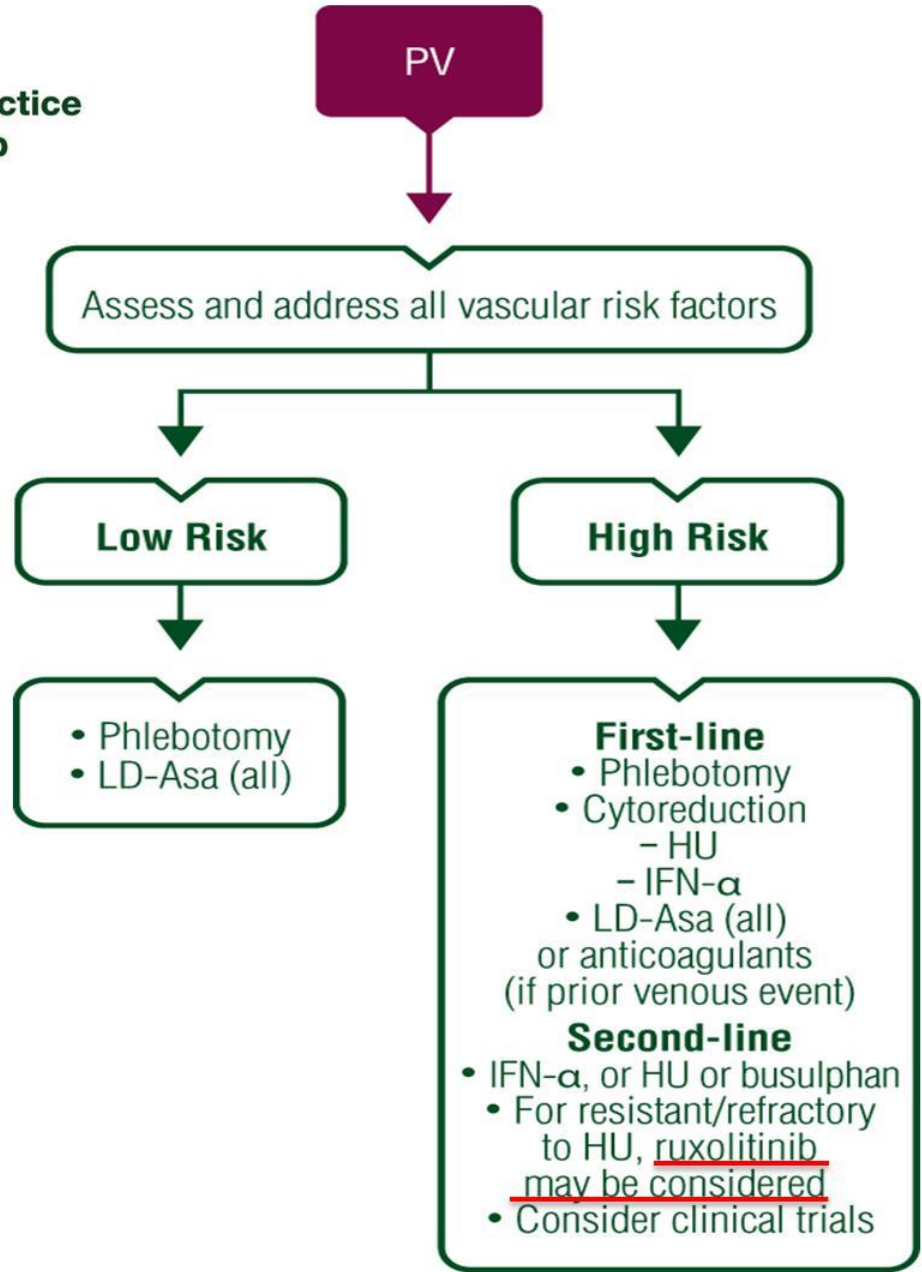 PV
Assess and address all vascular risk factors
Low Risk
High Risk
• Phlebotomy
• LD-Asa (all)
First-line
• Phlebotomy
• Cytoreduction
– HU
– IFN-α
• LD-Asa (all)
or anticoagulants
(if prior venous event)
Second-line
• IFN-α, or HU or busulphan
• For resistant/refractory
to HU, ruxolitinib
may be considered
• Consider clinical trials